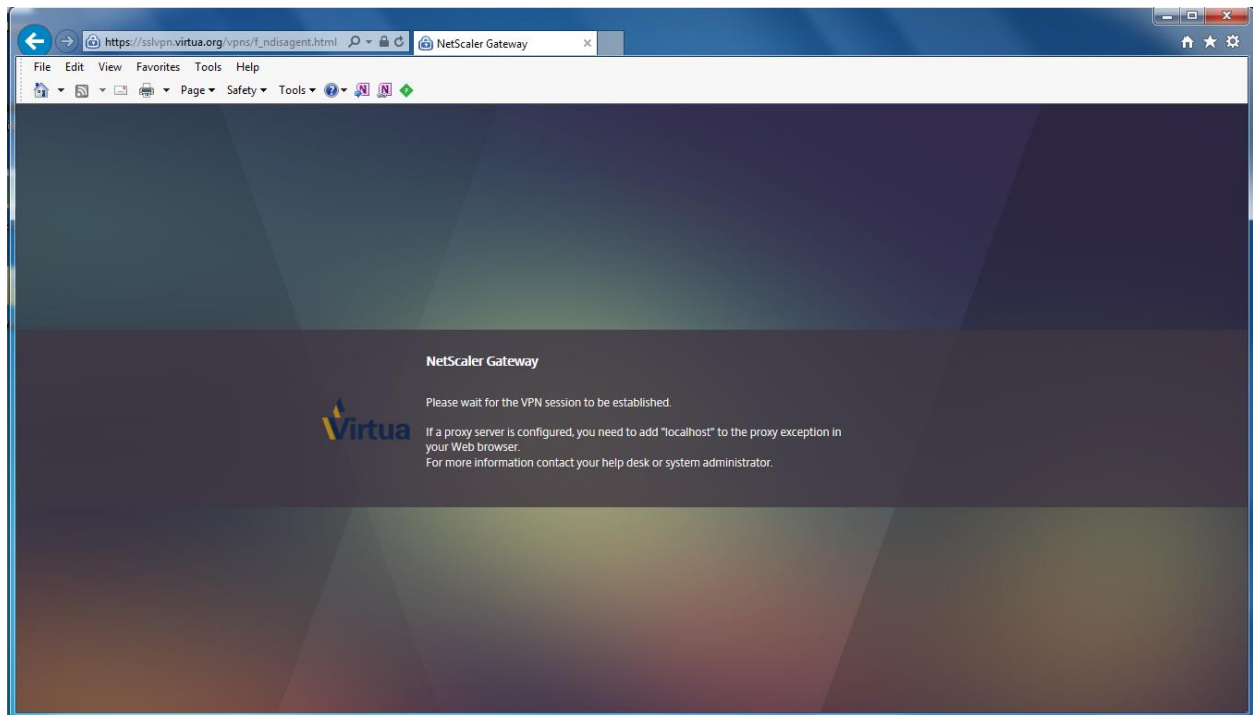 https://sslvpn.virtua.org/vpns/f_ndisagent.html
NetScaler Gateway
File Edit View Favorites Tools Help
Page Safety Tools
NetScaler Gateway
Please wait for the VPN session to be established.
Virtua
If a proxy server is configured, you need to add "localhost" to the proxy exception in
your Web browser.
For more information contact your help desk or system administrator.